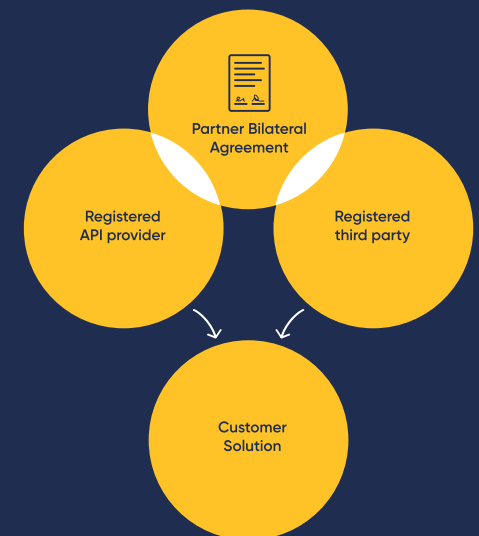 Partner Bilateral
Agreement
Registered
API provider
Registered
third party
Customer
Solution